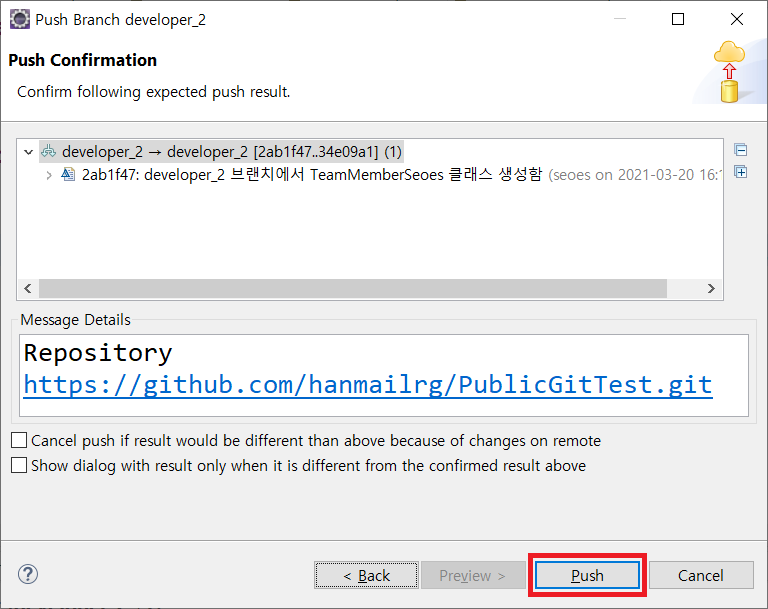 Push Branch developer_2
Push Confirmation
Confirm following expected push result.
developer_2 → developer_2 [2ab1f47..34e09a1] (1)
2ab1f47: developer_2 브랜치에서 TeamMemberSeoes 클래스 생성함 (seoes on 2021-03-20 16:1
Message Details
Repository
https://github.com/hanmailrg/PublicGitTest.git
Cancel push if result would be different than above because of changes on remote
Show dialog with result only when it is different from the confirmed result above
< Back Preview > Push Cancel